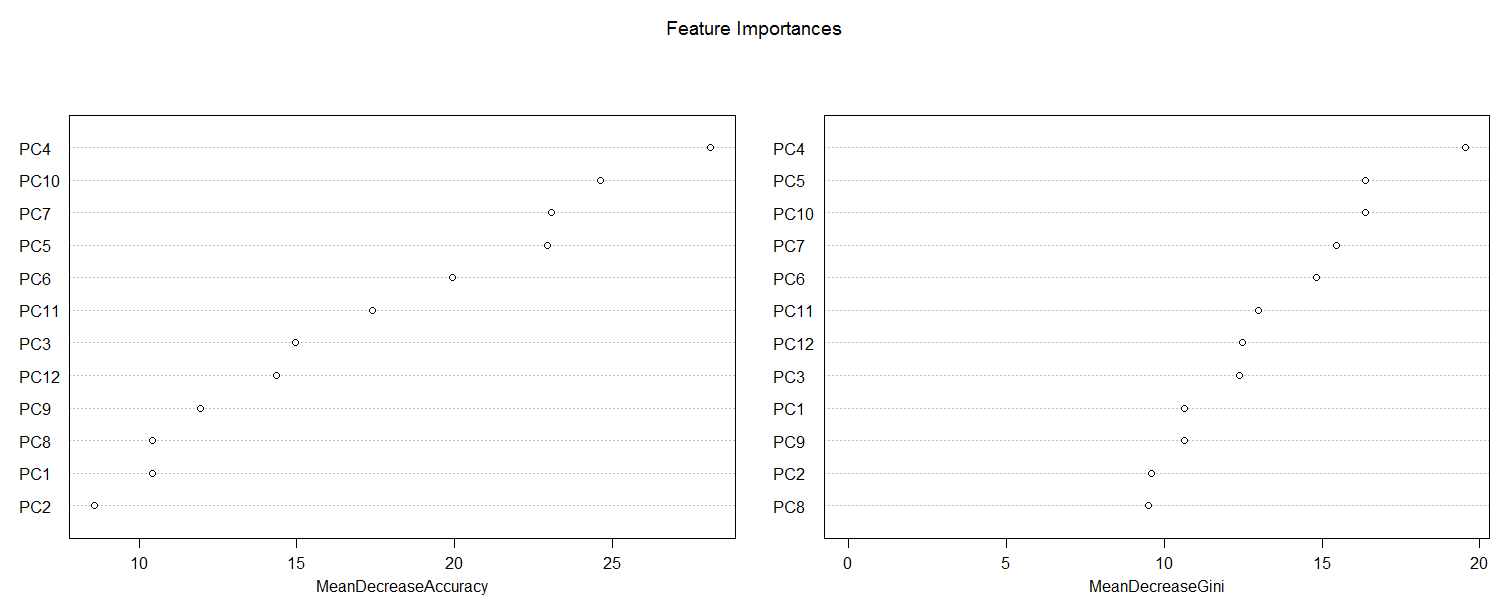 Feature Importances
PC4
PC10
PC7
PC5
PC6
PC11
PC3
PC12
PC9
PC8
PC1
PC2
10 15 20 25
MeanDecreaseAccuracy
PC4
PC5
PC10
PC7
PC6
PC11
PC12
PC3
PC1
PC9
PC2
PC8
0 5 10 15 20
MeanDecreaseGini